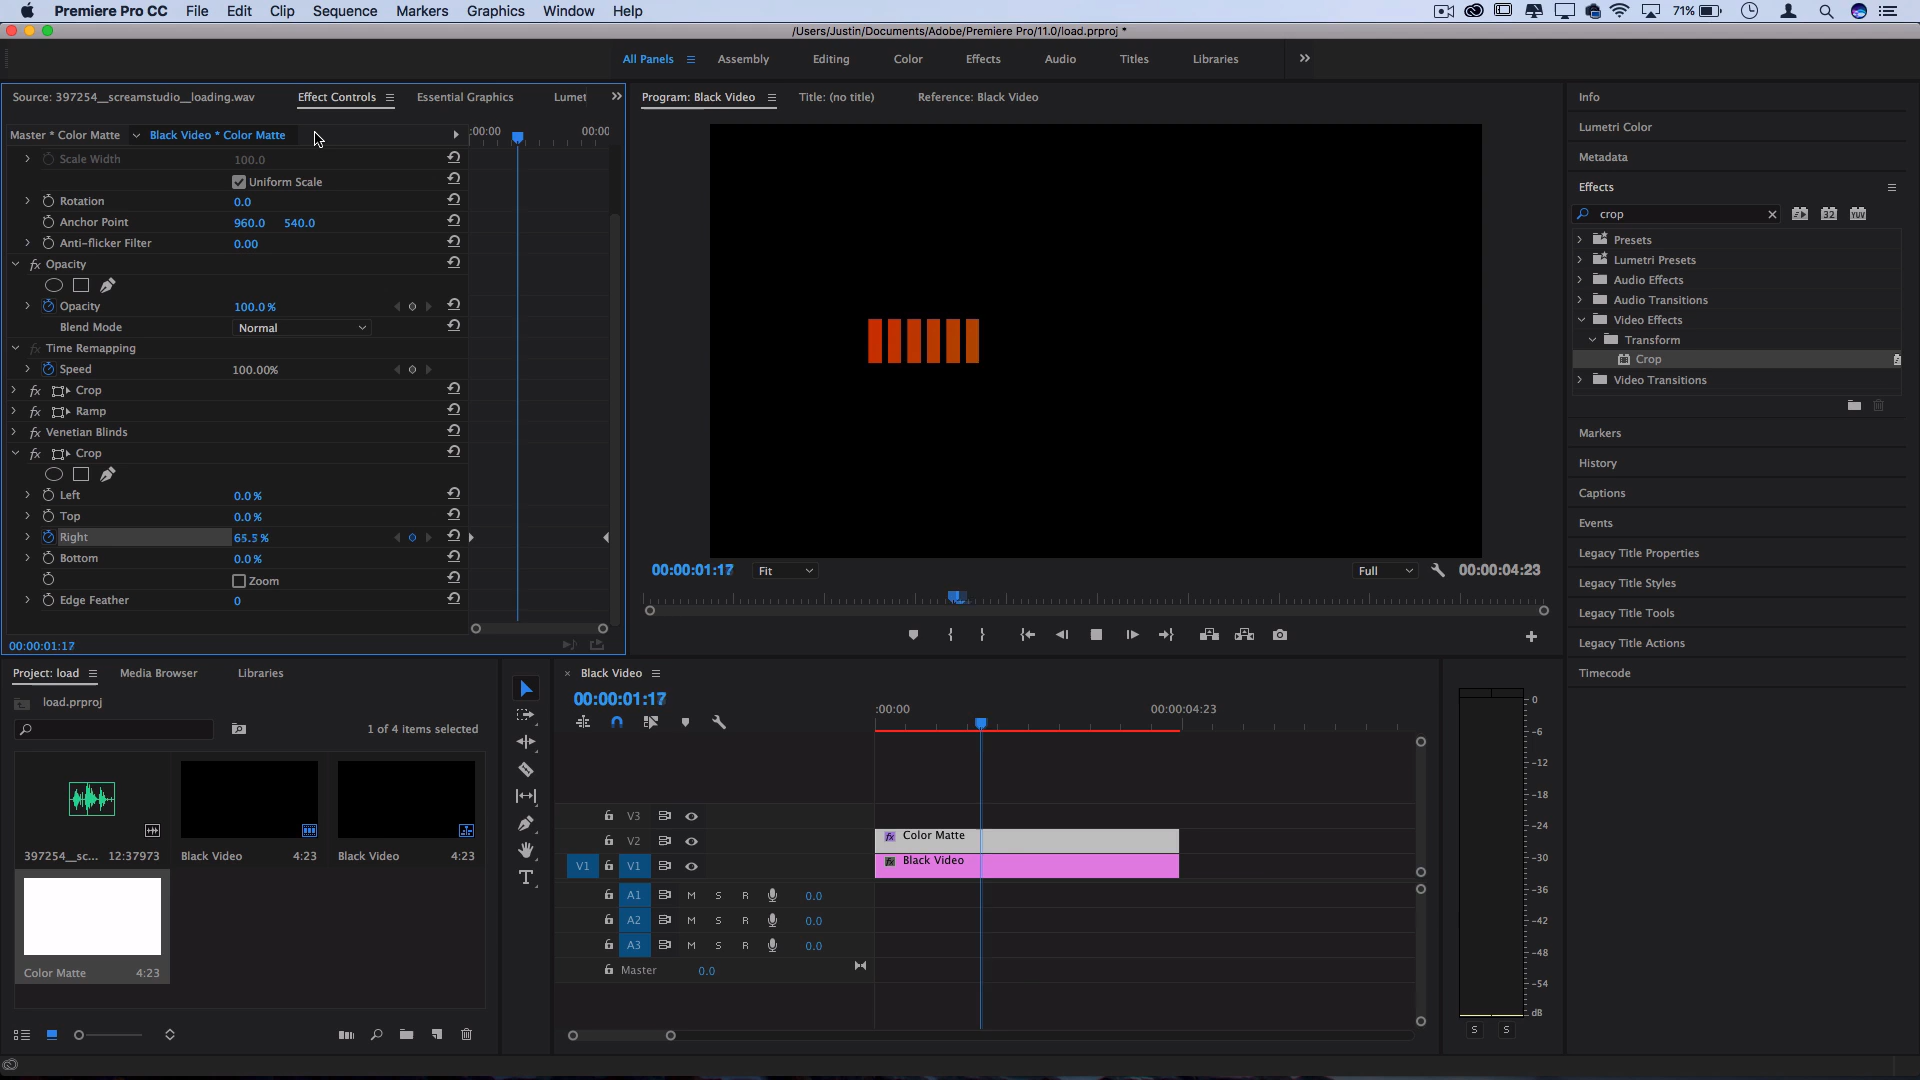 Premiere Pro CC File Edit Clip Sequence Markers Graphics Window Help 71%
/Users/Justin/Documents/Adobe/Premiere Pro/11.0/load.prproj *
All Panels Assembly Editing Color Effects Audio Titles Libraries
Source: 397254__screamstudio__loading.wav Effect Controls Essential Graphics Lumet
Program: Black Video Title: (no title) Reference: Black Video
Master * Color Matte Black Video * Color Matte :00:00 00:00
Scale Width 100.0
Uniform Scale
Rotation 0.0
Anchor Point 960.0 540.0
Anti-flicker Filter 0.00
Opacity
Opacity 100.0 %
Blend Mode Normal
Time Remapping
Speed 100.00%
Crop
Ramp
Venetian Blinds
Crop
Left 0.0 %
Top 0.0 %
Right 65.5 %
Bottom 0.0 %
Zoom
Edge Feather 0
00:00:01:17
00:00:01:17 Fit Full 00:00:04:23
Info
Lumetri Color
Metadata
Effects
crop 32 YUV
Presets
Lumetri Presets
Audio Effects
Audio Transitions
Video Effects
Transform
Crop
Video Transitions
Markers
History
Captions
Events
Legacy Title Properties
Legacy Title Styles
Legacy Title Tools
Legacy Title Actions
Timecode
Project: load Media Browser Libraries
load.prproj
1 of 4 items selected
397254__sc... 12:37973 Black Video 4:23 Black Video 4:23
Color Matte 4:23
T
Black Video
00:00:01:17
:00:00 00:00:04:23
V3
V2 Color Matte
V1 V1 Black Video
A1 M S R 0.0
A2 M S R 0.0
A3 M S R 0.0
Master 0.0
0
-6
-12
-18
-24
-30
-36
-42
-48
-54
dB
S S